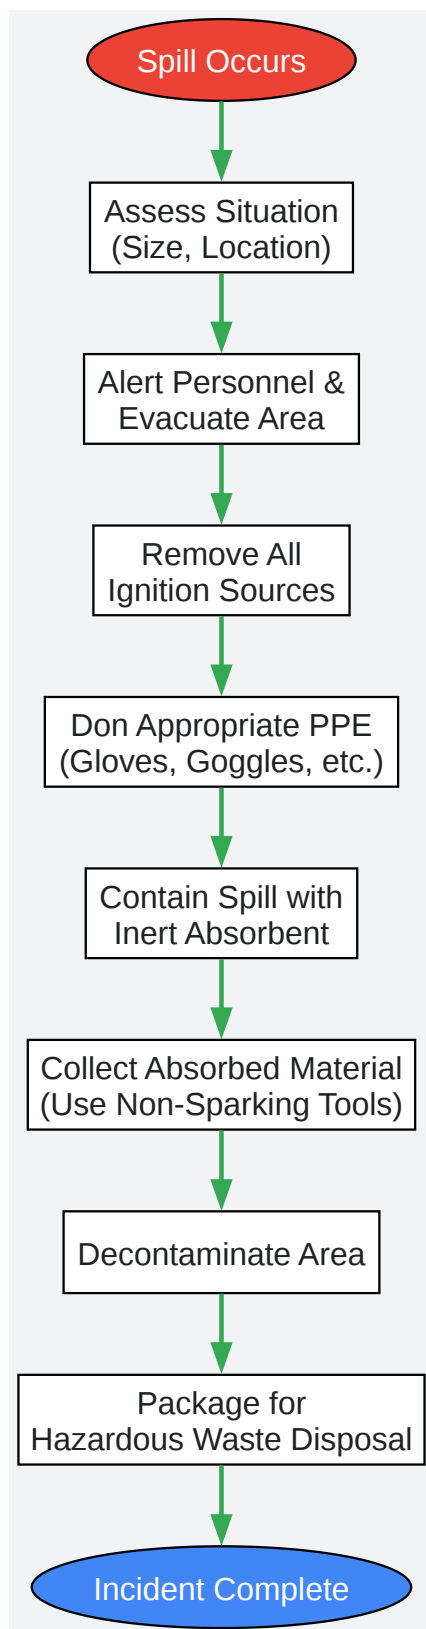 Spill Occurs
Assess Situation
(Size, Location)
Alert Personnel &
Evacuate Area
Remove All
Ignition Sources
Don Appropriate PPE
(Gloves, Goggles, etc.)
Contain Spill with
Inert Absorbent
Collect Absorbed Material
(Use Non-Sparking Tools)
Decontaminate Area
Package for
Hazardous Waste Disposal
Incident Complete